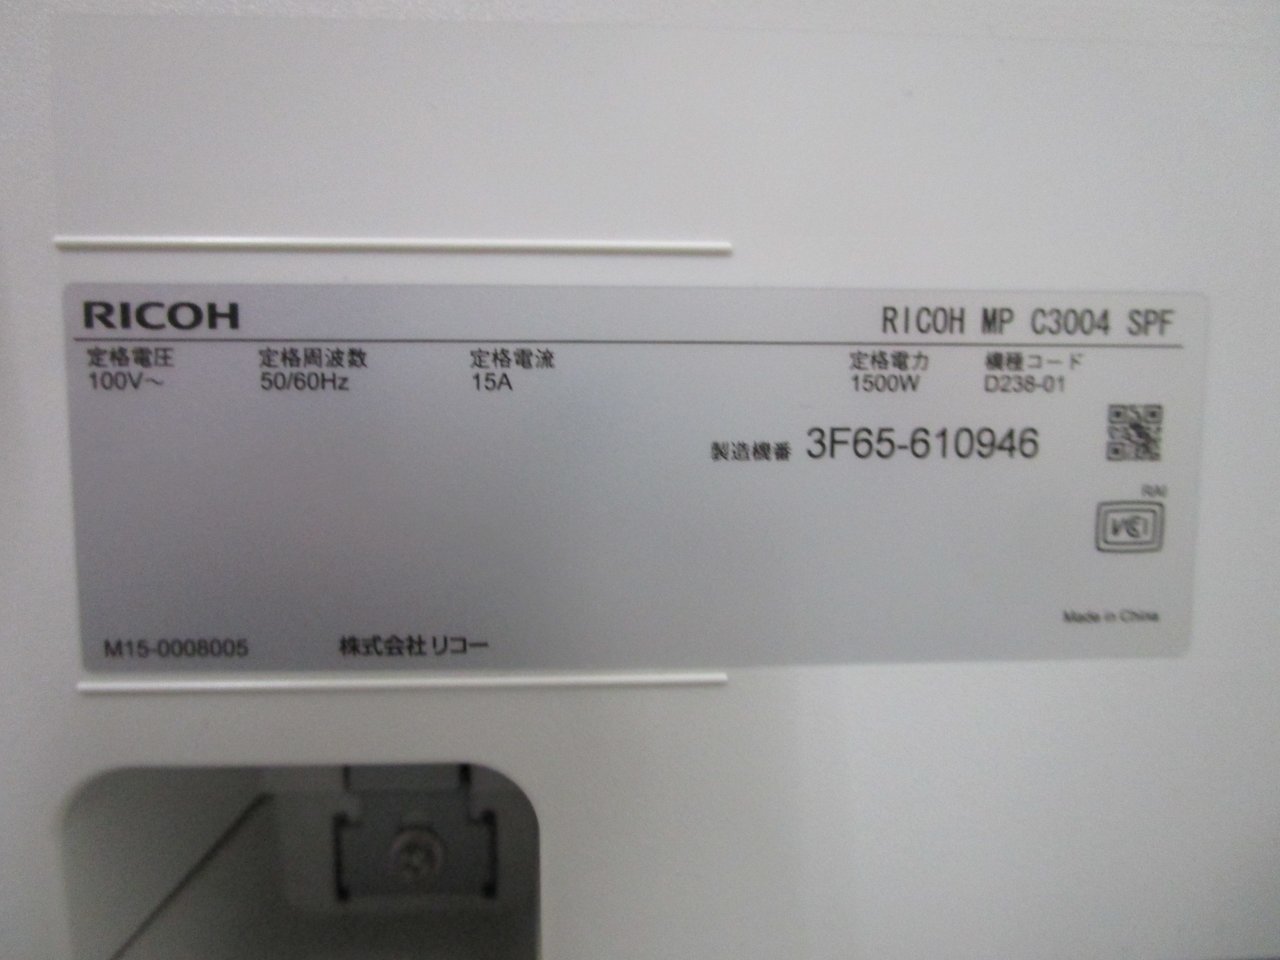 RICOH
RICOH MP C3004 SPF
定格電圧 定格周波数 定格電流 定格電力 機種コード
100V～ 50/60Hz 15A 1500W D238-01
製造機番 3F65-610946
RAI
VCI
Made in China
M15-0008005 株式会社リコー